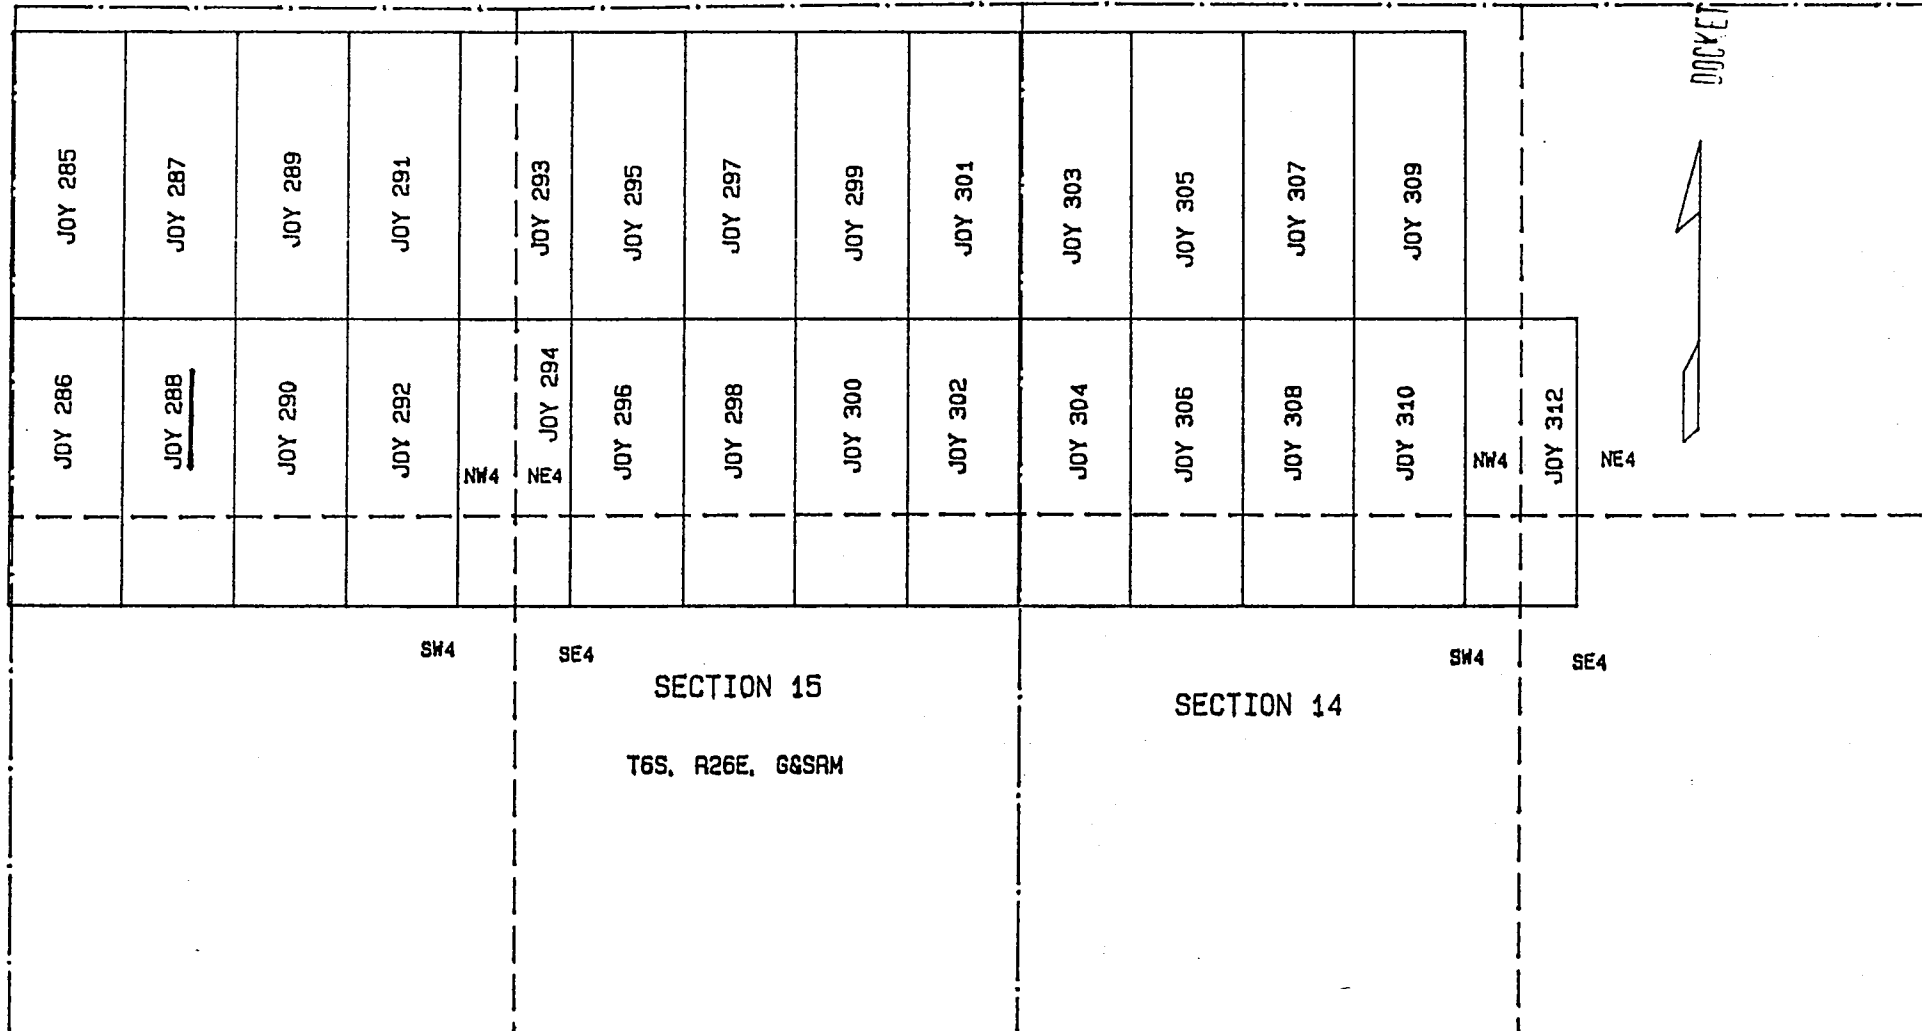 DOCKET
JOY 285
JOY 287
JOY 289
JOY 291
JOY 293
JOY 295
JOY 297
JOY 299
JOY 301
JOY 303
JOY 305
JOY 307
JOY 309
JOY 286
JOY 288
JOY 290
JOY 292
NW4
NE4
JOY 294
JOY 296
JOY 298
JOY 300
JOY 302
JOY 304
JOY 306
JOY 308
JOY 310
NW4
JOY 312
NE4
SW4
SE4
SW4
SE4
SECTION 15
SECTION 14
T6S, R26E, G&SRM